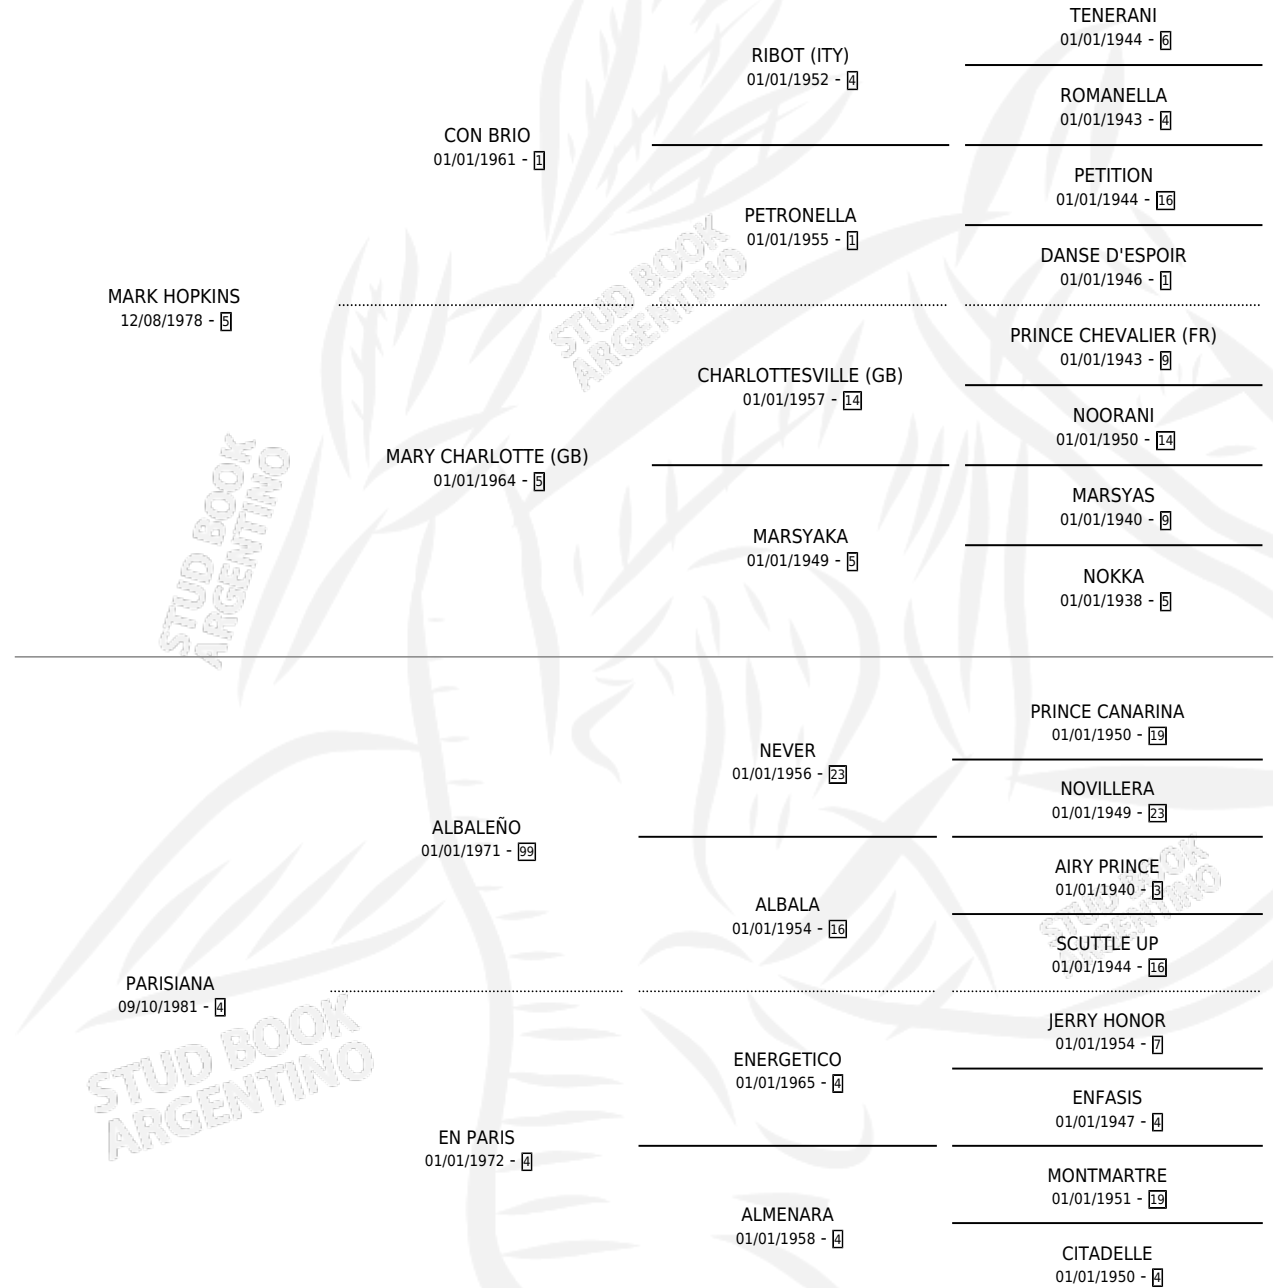 TENERANI
01/01/1944 - 6
RIBOT (ITY)
01/01/1952 - 4
ROMANELLA
01/01/1943 - 4
CON BRIO
01/01/1961 - 1
PETITION
01/01/1944 - 16
PETRONELLA
01/01/1955 - 1
DANSE D'ESPOIR
01/01/1946 - 1
MARK HOPKINS
12/08/1978 - 5
PRINCE CHEVALIER (FR)
01/01/1943 - 9
CHARLOTTESVILLE (GB)
01/01/1957 - 14
NOORANI
01/01/1950 - 14
MARY CHARLOTTE (GB)
01/01/1964 - 5
MARSYAS
01/01/1940 - 9
MARSYAKA
01/01/1949 - 5
NOKKA
01/01/1938 - 5
PRINCE CANARINA
01/01/1950 - 19
NEVER
01/01/1956 - 23
NOVILLERA
01/01/1949 - 23
ALBALEÑO
01/01/1971 - 99
AIRY PRINCE
01/01/1940 - 3
ALBALA
01/01/1954 - 16
SCUTTLE UP
01/01/1944 - 16
PARISIANA
09/10/1981 - 4
JERRY HONOR
01/01/1954 - 7
ENERGETICO
01/01/1965 - 4
ENFASIS
01/01/1947 - 4
EN PARIS
01/01/1972 - 4
MONTMARTRE
01/01/1951 - 19
ALMENARA
01/01/1958 - 4
CITADELLE
01/01/1950 - 4
STUD BOOK
ARGENTINO
STUD BOOK
ARGENTINO
STUD BOOK
ARGENTINO
STUD BOOK
ARGENTINO